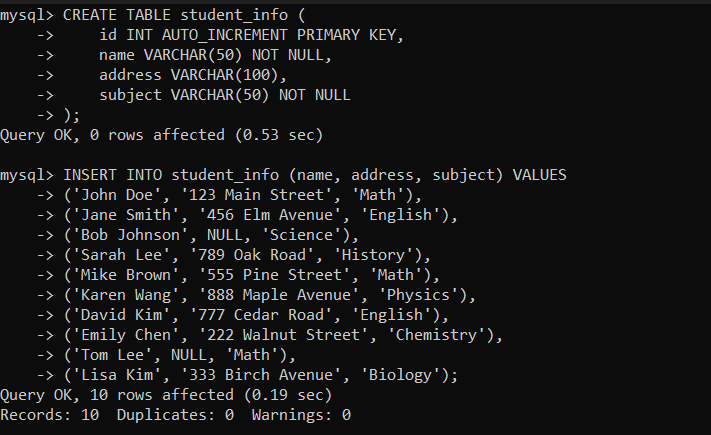 mysql> CREATE TABLE student_info (
    ->     id INT AUTO_INCREMENT PRIMARY KEY,
    ->     name VARCHAR(50) NOT NULL,
    ->     address VARCHAR(100),
    ->     subject VARCHAR(50) NOT NULL
    -> );
Query OK, 0 rows affected (0.53 sec)

mysql> INSERT INTO student_info (name, address, subject) VALUES
    -> ('John Doe', '123 Main Street', 'Math'),
    -> ('Jane Smith', '456 Elm Avenue', 'English'),
    -> ('Bob Johnson', NULL, 'Science'),
    -> ('Sarah Lee', '789 Oak Road', 'History'),
    -> ('Mike Brown', '555 Pine Street', 'Math'),
    -> ('Karen Wang', '888 Maple Avenue', 'Physics'),
    -> ('David Kim', '777 Cedar Road', 'English'),
    -> ('Emily Chen', '222 Walnut Street', 'Chemistry'),
    -> ('Tom Lee', NULL, 'Math'),
    -> ('Lisa Kim', '333 Birch Avenue', 'Biology');
Query OK, 10 rows affected (0.19 sec)
Records: 10  Duplicates: 0  Warnings: 0